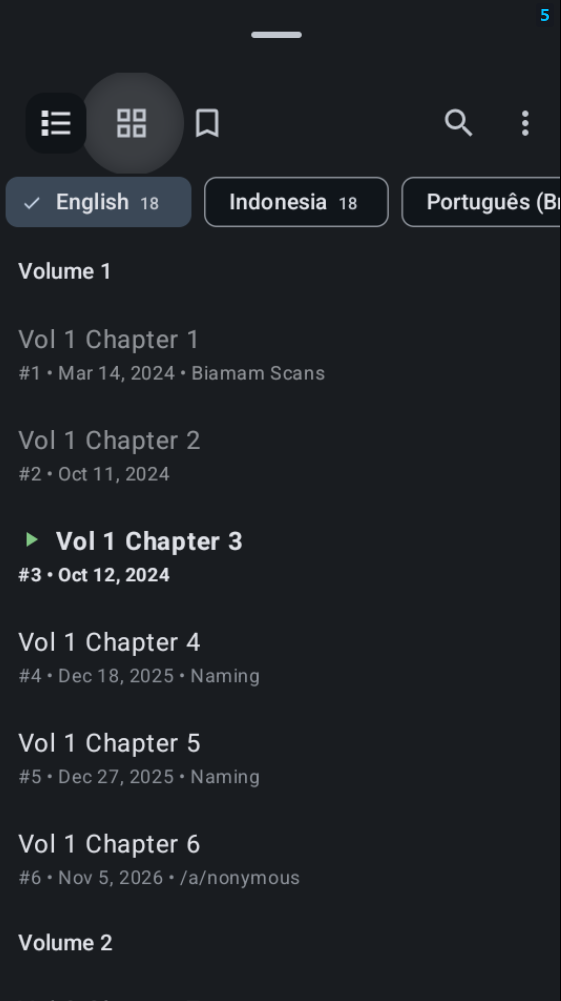 5
English 18
Indonesia 18
Português (B
Volume 1
Vol 1 Chapter 1
#1 • Mar 14, 2024 • Biamam Scans
Vol 1 Chapter 2
#2 • Oct 11, 2024
Vol 1 Chapter 3
#3 • Oct 12, 2024
Vol 1 Chapter 4
#4 • Dec 18, 2025 • Naming
Vol 1 Chapter 5
#5 • Dec 27, 2025 • Naming
Vol 1 Chapter 6
#6 • Nov 5, 2026 • /a/nonymous
Volume 2